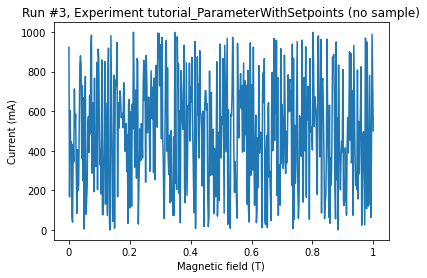 Run #3, Experiment tutorial_ParameterWithSetpoints (no sample)
1000
800
600
400
200
0
Current (mA)
0 0.2 0.4 0.6 0.8 1
Magnetic field (T)